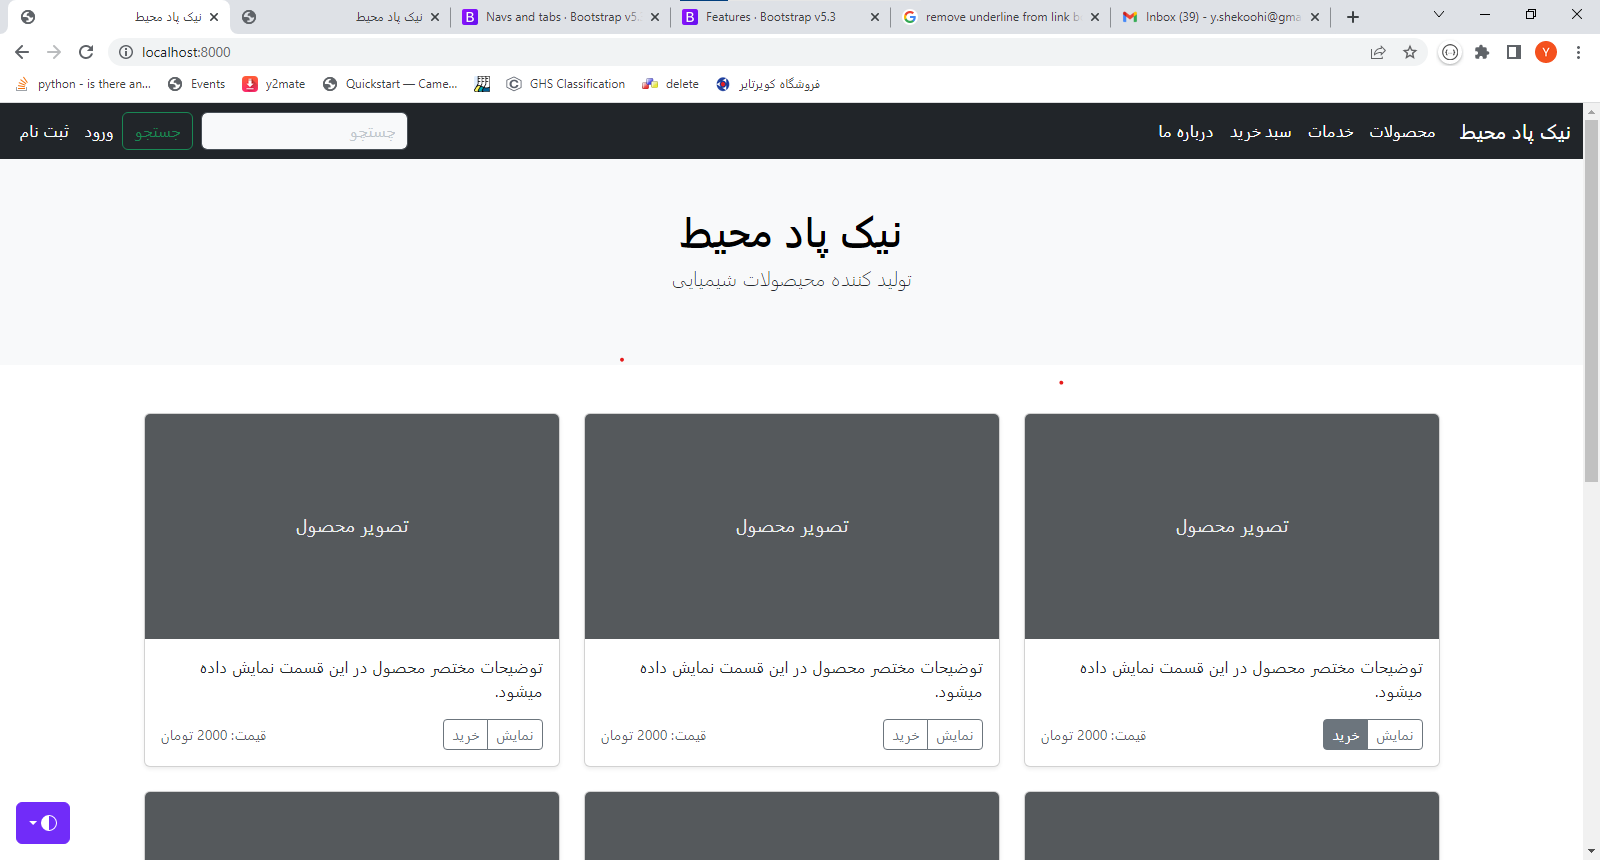 نیک پاد محیط
نیک پاد محیط
Navs and tabs · Bootstrap v5.
Features · Bootstrap v5.3
remove underline from link b
Inbox (39) - y.shekoohi@gma
localhost:8000
Y
python - is there an...
Events
y2mate
Quickstart — Came...
GHS Classification
delete
فروشگاه کویرتایر
نیک پاد محیط
محصولات
خدمات
سبد خرید
درباره ما
جستجو
جستجو
ورود
ثبت نام
نیک پاد محیط
تولید کننده محیصولات شیمیایی
تصویر محصول
تصویر محصول
تصویر محصول
توضیحات مختصر محصول در این قسمت نمایش داده
میشود.
نمایش
خرید
قیمت: 2000 تومان
توضیحات مختصر محصول در این قسمت نمایش داده
میشود.
نمایش
خرید
قیمت: 2000 تومان
توضیحات مختصر محصول در این قسمت نمایش داده
میشود.
نمایش
خرید
قیمت: 2000 تومان